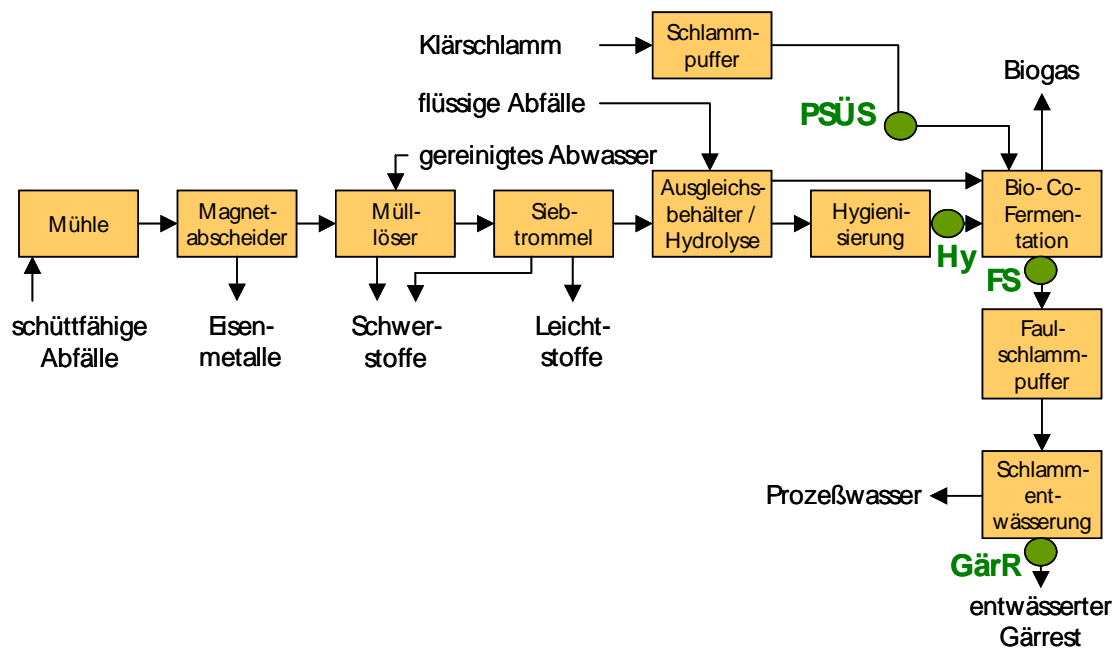 Klärschlamm
Schlamm-
puffer
Biogas
flüssige Abfälle
PSÜS
gereinigtes Abwasser
Mühle
Magnet-
abscheider
Müll-
löser
Sieb-
trommel
Ausgleichs-
behälter /
Hydrolyse
Hygieni-
sierung
Bio- Co-
Fermen-
tation
Hy
FS
schüttfähige
Abfälle
Eisen-
metalle
Schwer-
stoffe
Leicht-
stoffe
Faul-
schlamm-
puffer
Prozeßwasser
Schlamm-
ent-
wässerung
GärR
entwässerter
Gärrest